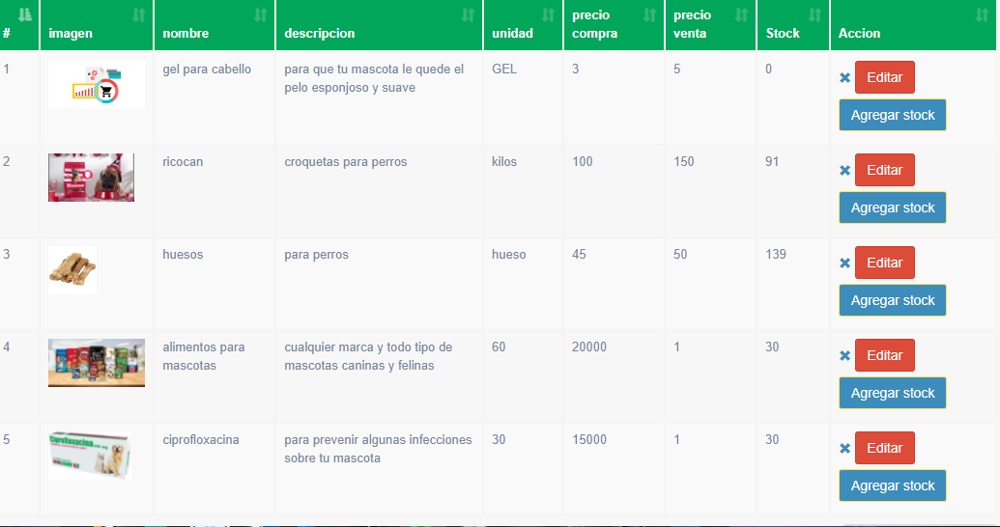 # imagen nombre descripcion unidad precio compra precio venta Stock Accion
1 gel para cabello para que tu mascota le quede el pelo esponjoso y suave GEL 3 5 0 Editar
Agregar stock
2 ricocan croquetas para perros kilos 100 150 91 Editar
Agregar stock
3 huesos para perros hueso 45 50 139 Editar
Agregar stock
4 alimentos para mascotas cualquier marca y todo tipo de mascotas caninas y felinas 60 20000 1 30 Editar
Agregar stock
5 Ciprofloxacina ciprofloxacina para prevenir algunas infecciones sobre tu mascota 30 15000 1 30 Editar
Agregar stock